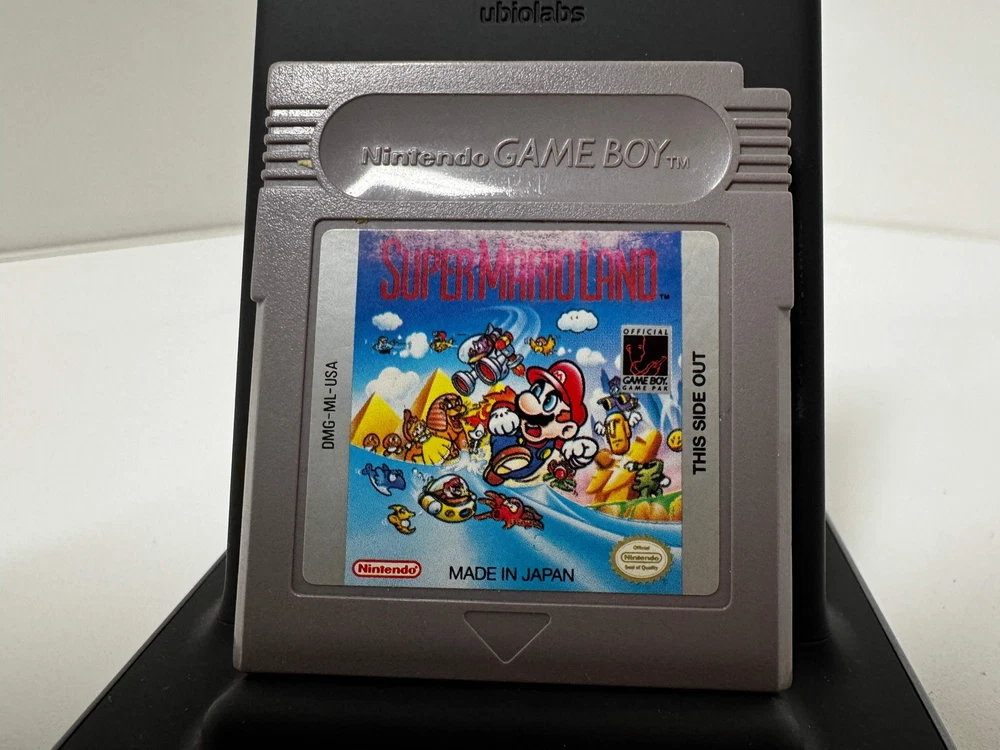 ubiolabs
Nintendo GAME BOY TM
SUPER MARIO LAND TM
OFFICIAL
GAME BOY
GAME PAK
DMG-ML-USA
THIS SIDE OUT
Nintendo
MADE IN JAPAN
Official
Nintendo
Seal of Quality